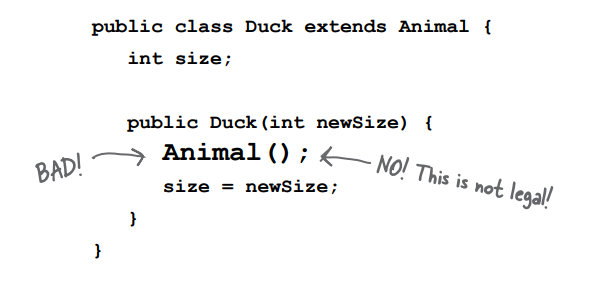 public class Duck extends Animal {
int size;
public Duck(int newSize) {
BAD! Animal(); NO! This is not legal!
size = newSize;
}
}